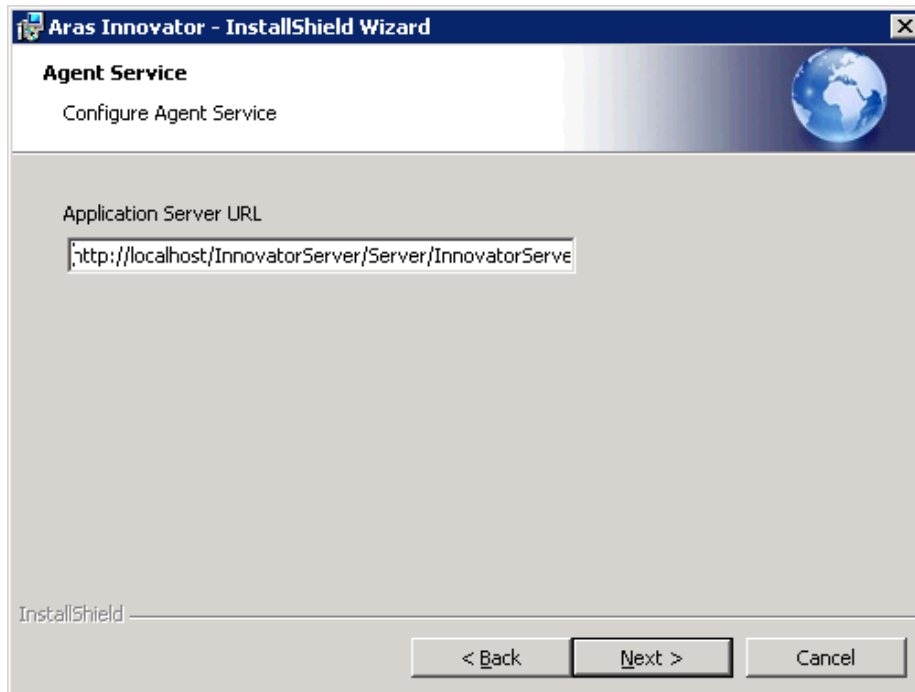 Aras Innovator - InstallShield Wizard
Agent Service
Configure Agent Service
Application Server URL
http://localhost/InnovatorServer/Server/InnovatorServe
InstallShield
< Back
Next >
Cancel